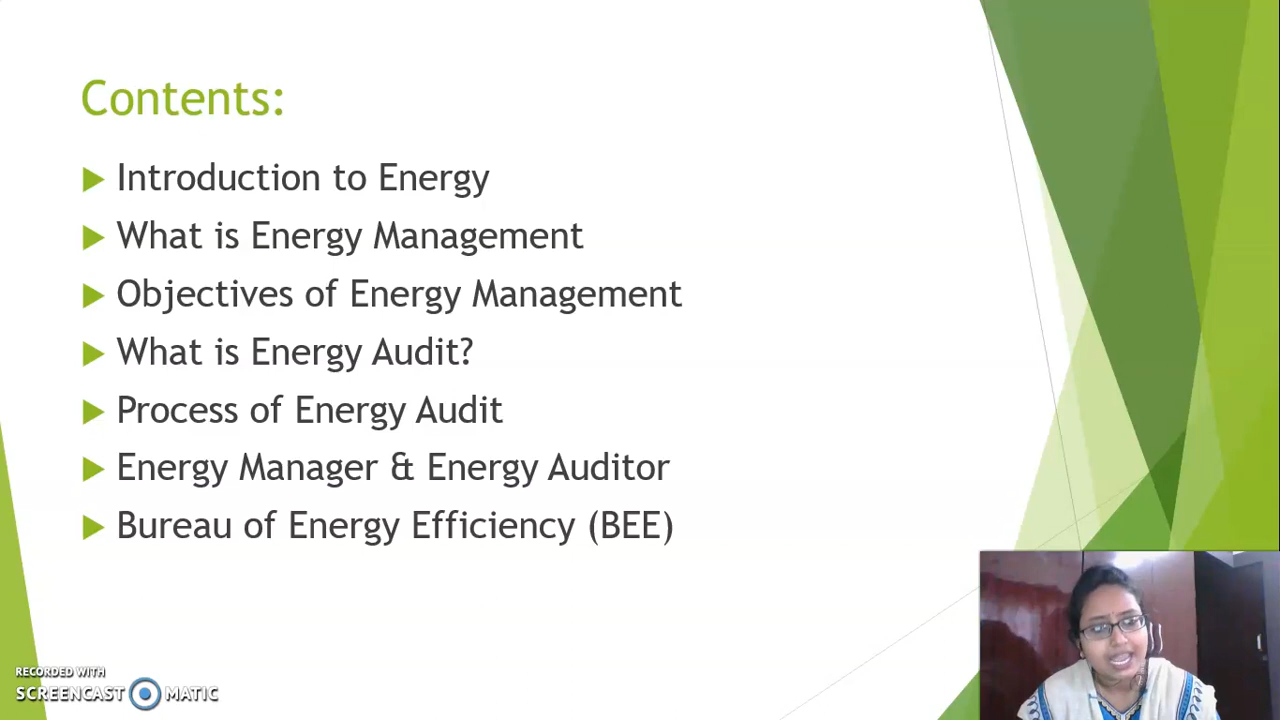 Contents:
Introduction to Energy
What is Energy Management
Objectives of Energy Management
What is Energy Audit?
Process of Energy Audit
Energy Manager & Energy Auditor
Bureau of Energy Efficiency (BEE)
RECORDED WITH
SCREENCAST MATIC